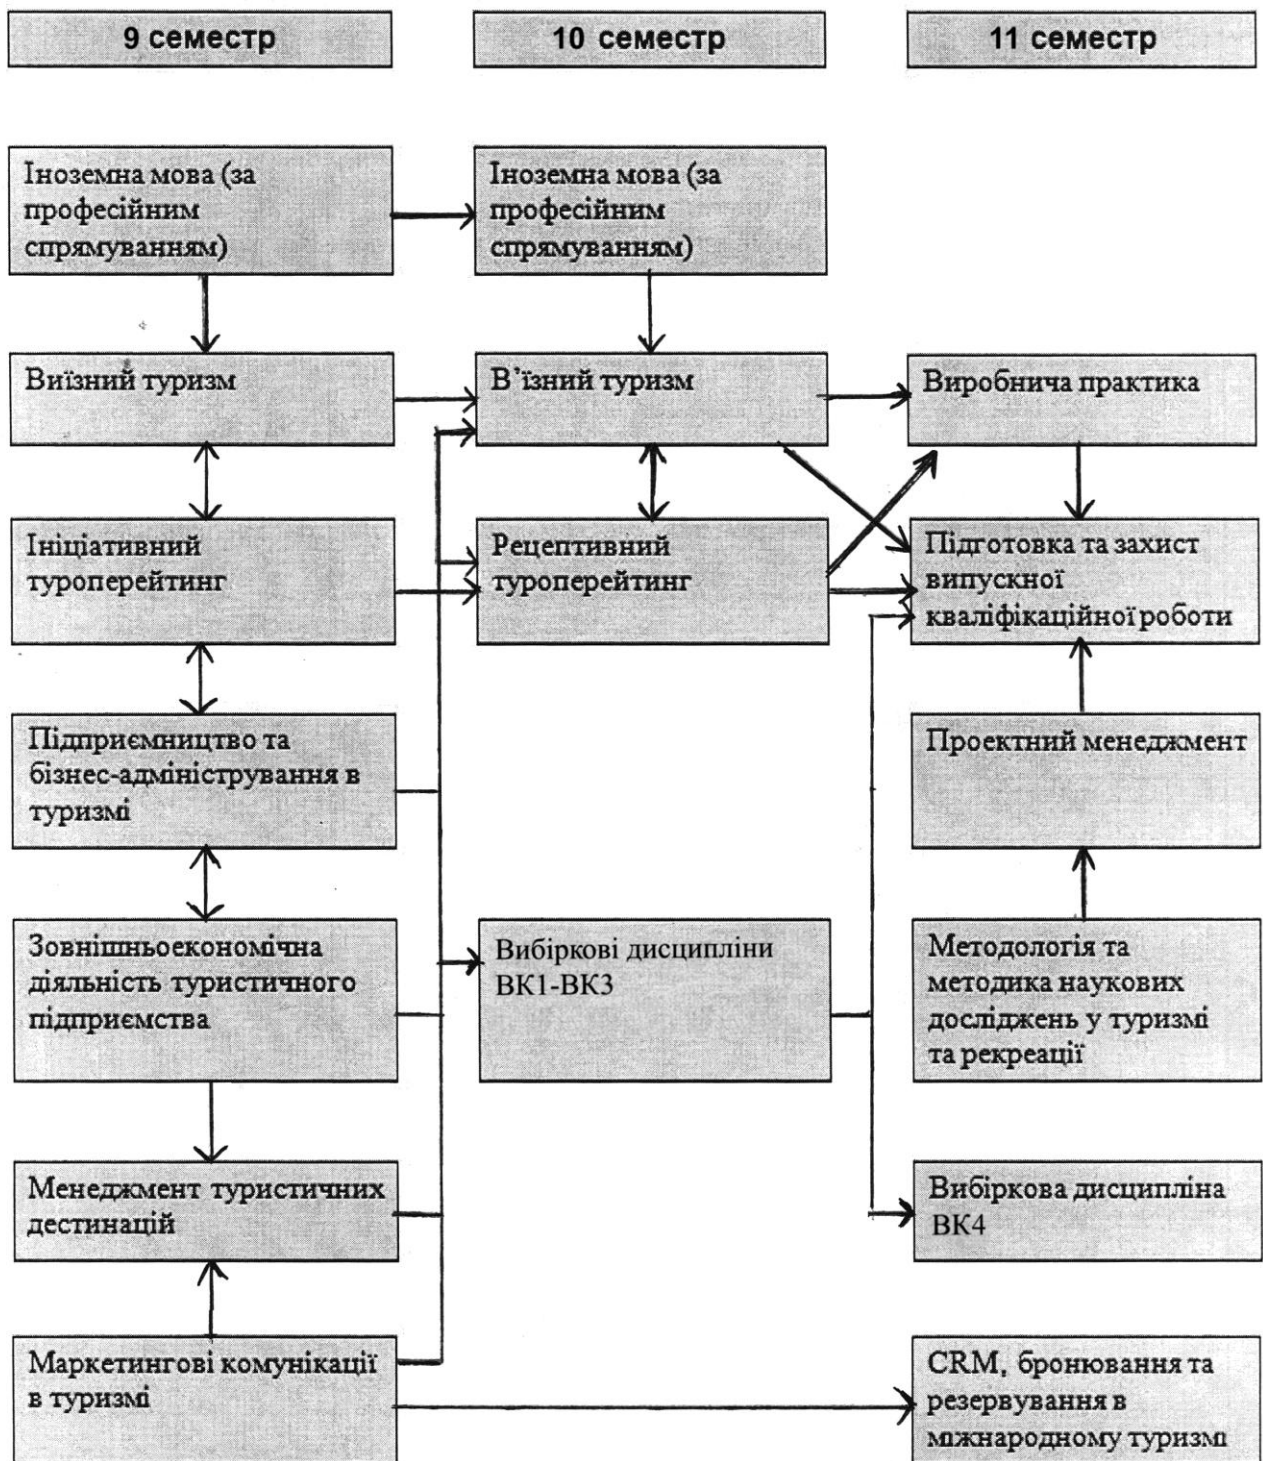 9 семестр
10 семестр
11 семестр
Іноземна мова (за
професійним
спрямуванням)
Іноземна мова (за
професійним
спрямуванням)
Виїзний туризм
В’їзний туризм
Виробнича практика
Ініціативний
туроперейтинг
Рецептивний
туроперейтинг
Підготовка та захист
випускної
кваліфікаційної роботи
Підприємництво та
бізнес-адміністрування в
туризмі
Проектний менеджмент
Зовнішньоекономічна
діяльність туристичного
підприємства
Вибіркові дисципліни
ВК1-ВК3
Методологія та
методика наукових
досліджень у туризмі
та рекреації
Менеджмент туристичних
дестинацій
Вибіркова дисципліна
ВК4
Маркетингові комунікації
в туризмі
CRM, бронювання та
резервування в
міжнародному туризмі